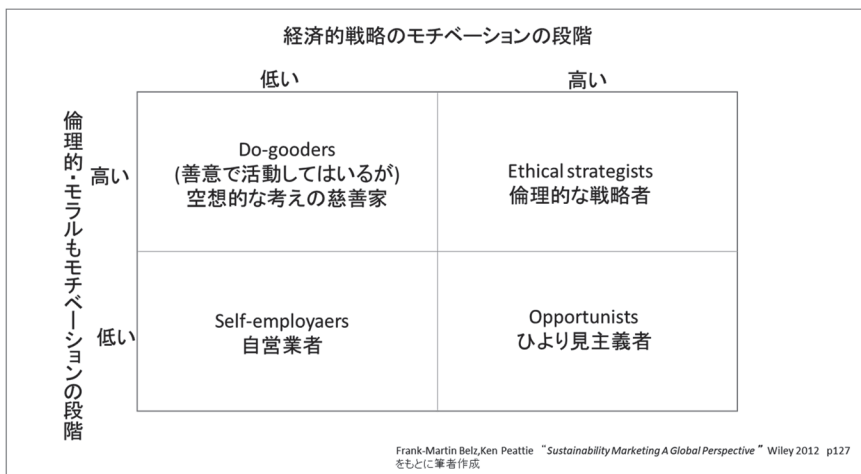 経済的戦略のモチベーションの段階
低い
高い
倫理的・モラルもモチベーションの段階
高い
Do-gooders
(善意で活動してはいるが)
空想的な考えの慈善家
Ethical strategists
倫理的な戦略者
低い
Self-employaers
自営業者
Opportunists
ひより見主義者
Frank-Martin Belz,Ken Peattie “Sustainability Marketing A Global Perspective” Wiley 2012 p127
をもとに筆者作成